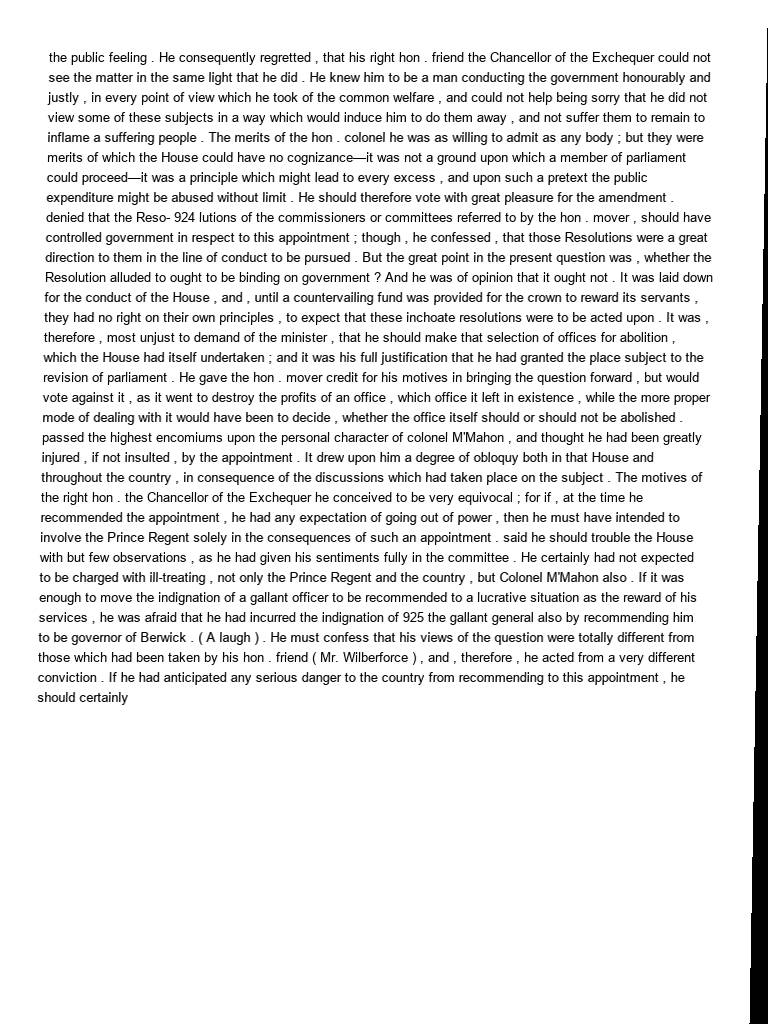 the public feeling . He consequently regretted , that his right hon . friend the Chancellor of the Exchequer could not
see the matter in the same light that he did . He knew him to be a man conducting the government honourably and
justly , in every point of view which he took of the common welfare , and could not help being sorry that he did not
view some of these subjects in a way which would induce him to do them away , and not suffer them to remain to
inflame a suffering people . The merits of the hon . colonel he was as willing to admit as any body ; but they were
merits of which the House could have no cognizance—it was not a ground upon which a member of parliament
could proceed—it was a principle which might lead to every excess , and upon such a pretext the public
expenditure might be abused without limit . He should therefore vote with great pleasure for the amendment .
denied that the Reso- 924 lutions of the commissioners or committees referred to by the hon . mover , should have
controlled government in respect to this appointment ; though , he confessed , that those Resolutions were a great
direction to them in the line of conduct to be pursued . But the great point in the present question was , whether the
Resolution alluded to ought to be binding on government ? And he was of opinion that it ought not . It was laid down
for the conduct of the House , and , until a countervailing fund was provided for the crown to reward its servants ,
they had no right on their own principles , to expect that these inchoate resolutions were to be acted upon . It was ,
therefore , most unjust to demand of the minister , that he should make that selection of offices for abolition ,
which the House had itself undertaken ; and it was his full justification that he had granted the place subject to the
revision of parliament . He gave the hon . mover credit for his motives in bringing the question forward , but would
vote against it , as it went to destroy the profits of an office , which office it left in existence , while the more proper
mode of dealing with it would have been to decide , whether the office itself should or should not be abolished .
passed the highest encomiums upon the personal character of colonel M'Mahon , and thought he had been greatly
injured , if not insulted , by the appointment . It drew upon him a degree of obloquy both in that House and
throughout the country , in consequence of the discussions which had taken place on the subject . The motives of
the right hon . the Chancellor of the Exchequer he conceived to be very equivocal ; for if , at the time he
recommended the appointment , he had any expectation of going out of power , then he must have intended to
involve the Prince Regent solely in the consequences of such an appointment . said he should trouble the House
with but few observations , as he had given his sentiments fully in the committee . He certainly had not expected
to be charged with ill-treating , not only the Prince Regent and the country , but Colonel M'Mahon also . If it was
enough to move the indignation of a gallant officer to be recommended to a lucrative situation as the reward of his
services , he was afraid that he had incurred the indignation of 925 the gallant general also by recommending him
to be governor of Berwick . ( A laugh ) . He must confess that his views of the question were totally different from
those which had been taken by his hon . friend ( Mr. Wilberforce ) , and , therefore , he acted from a very different
conviction . If he had anticipated any serious danger to the country from recommending to this appointment , he
should certainly